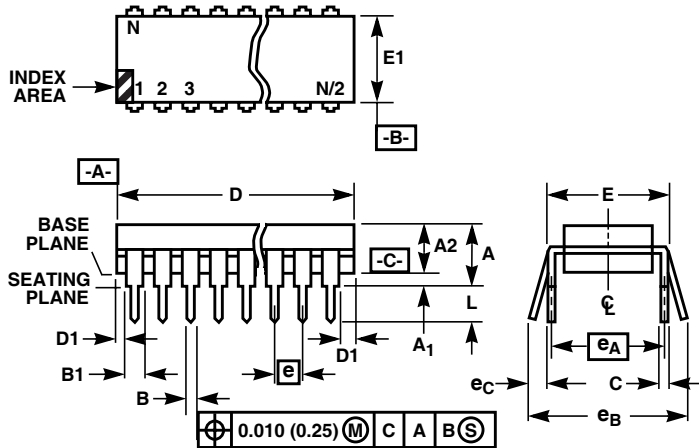 N
E1
INDEX
AREA
1 2 3 N/2
-B-
-A-
D
E
BASE
PLANE
A2
A
-C-
SEATING
PLANE
L
C
L
D1
A1
D1
eA
B1
e
eC
C
B
eB
0.010 (0.25) M C A B S